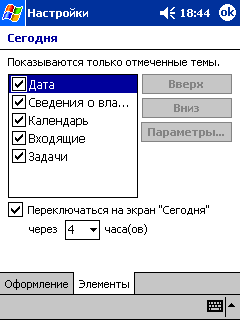 Настройки 18:44 ok
Сегодня
Показываются только отмеченные темы.
Дата
Сведения о вла...
Календарь
Входящие
Задачи
Вверх
Вниз
Параметры...
Переключаться на экран "Сегодня"
через 4 часа(ов)
Оформление Элементы